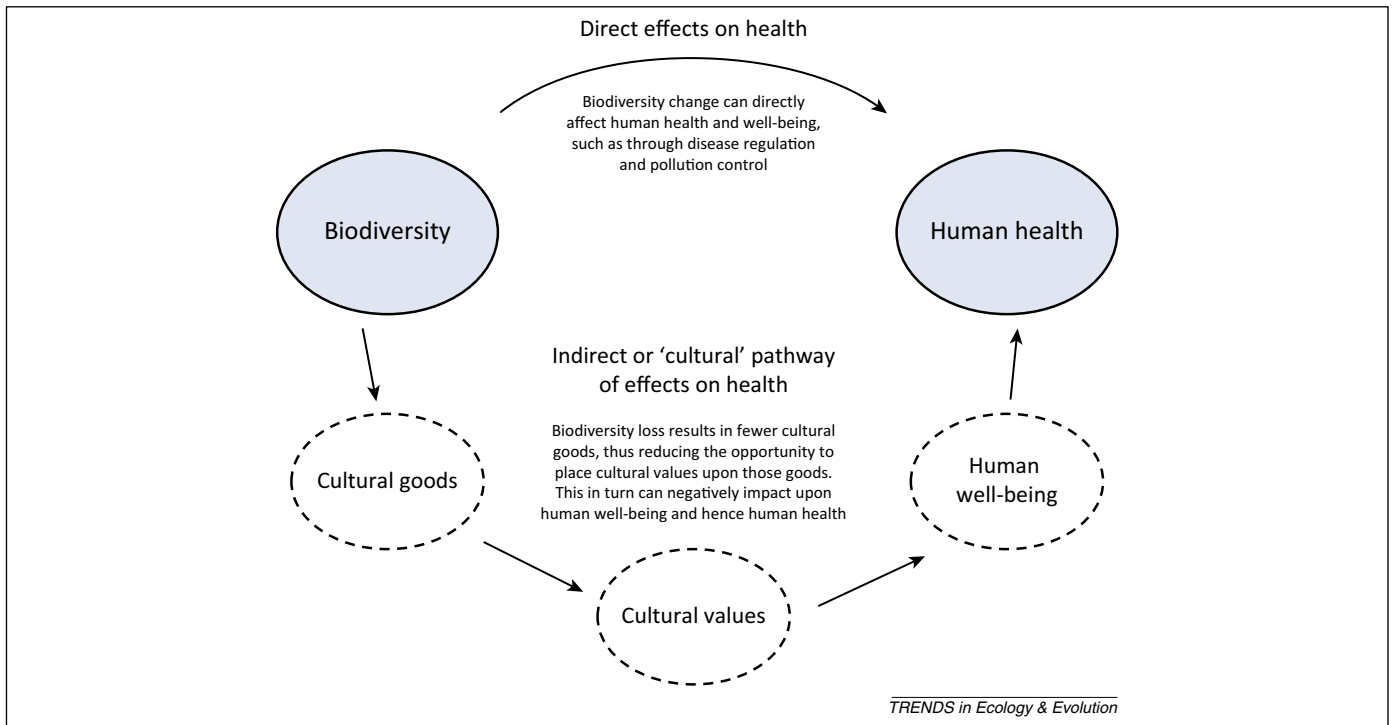 Direct effects on health
Biodiversity change can directly
affect human health and well-being,
such as through disease regulation
and pollution control
Biodiversity
Human health
Indirect or ‘cultural’ pathway
of effects on health
Biodiversity loss results in fewer cultural
goods, thus reducing the opportunity to
place cultural values upon those goods.
This in turn can negatively impact upon
human well-being and hence human health
Cultural goods
Human
well-being
Cultural values
TRENDS in Ecology & Evolution